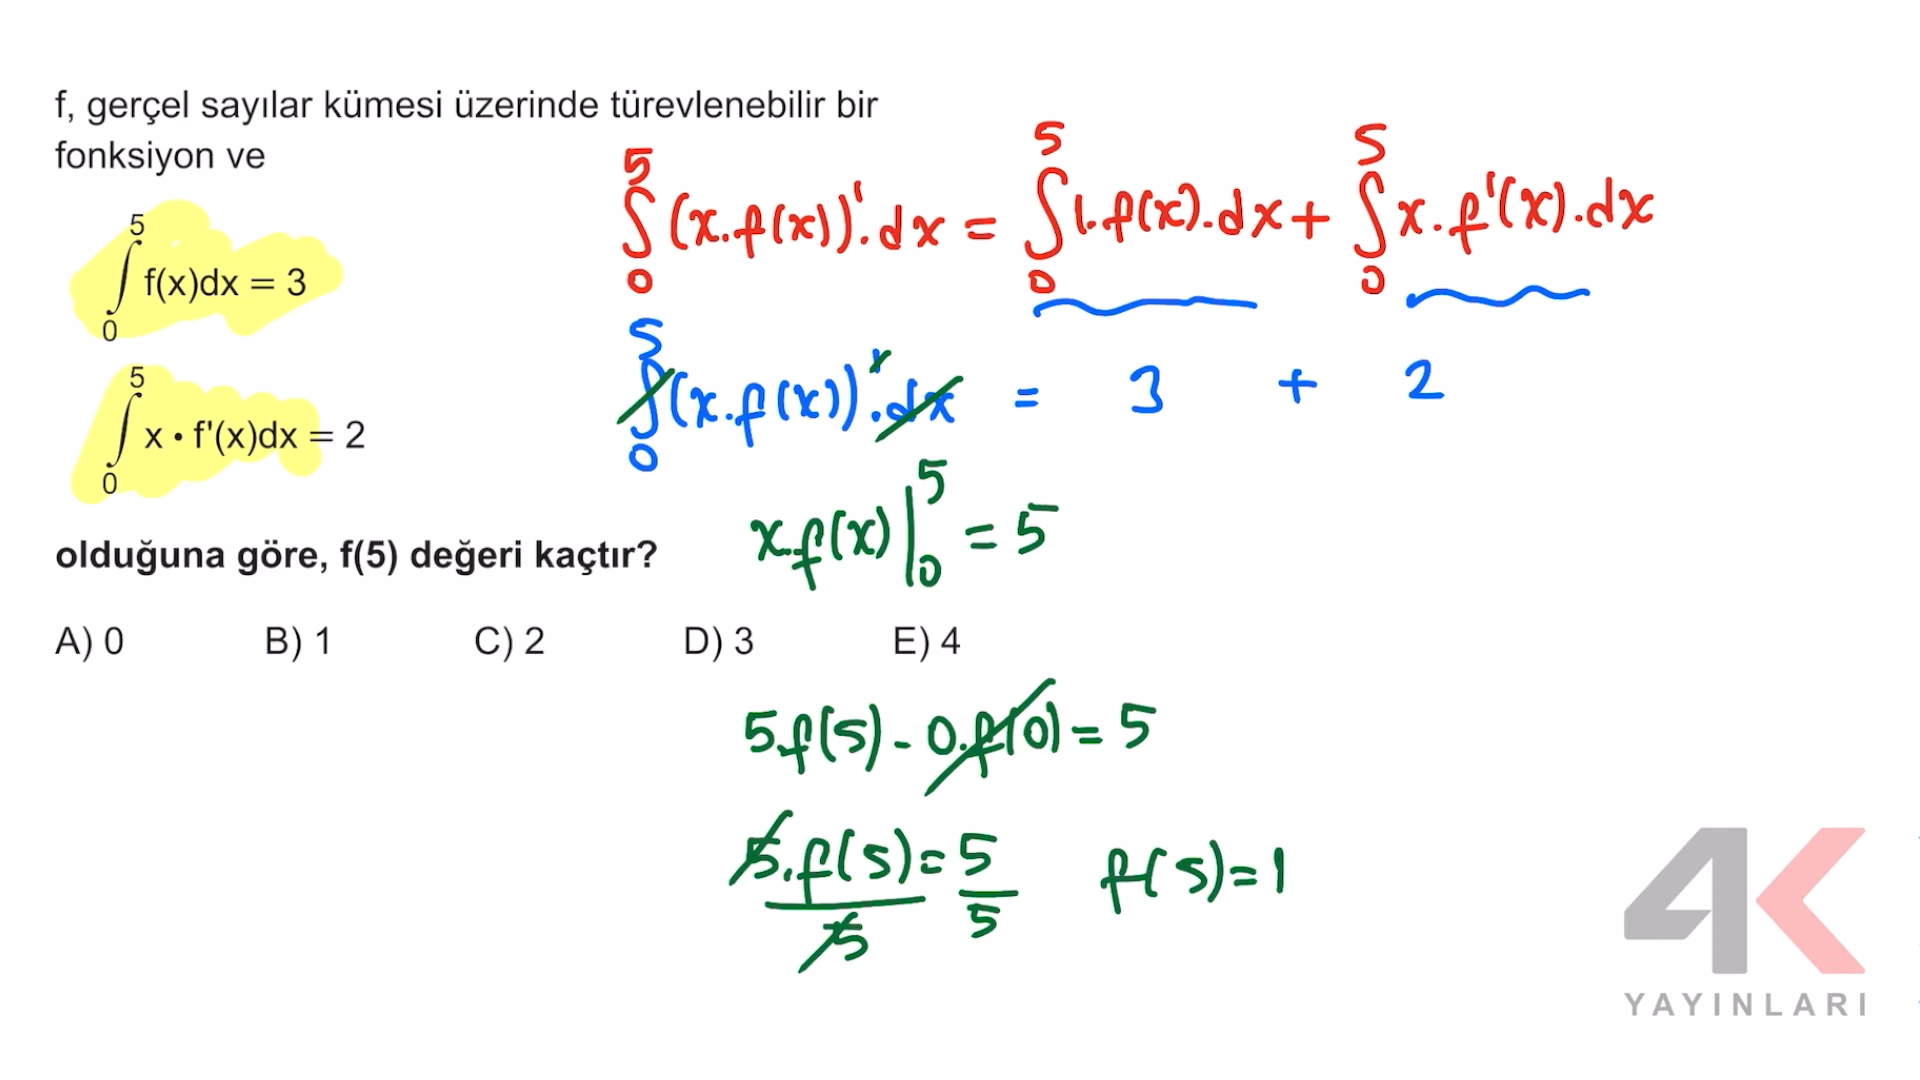 f, gerçel sayılar kümesi üzerinde türevlenebilir bir
fonksiyon ve
∫₀⁵ f(x)dx = 3
∫₀⁵ x • f'(x)dx = 2
olduğuna göre, f(5) değeri kaçtır?
A) 0 B) 1 C) 2 D) 3 E) 4
∫₀⁵ (x.f(x))'.dx = ∫₀⁵ 1.f(x).dx + ∫₀⁵ x.f'(x).dx
∫₀⁵ (x.f(x))'.dx = 3 + 2
x.f(x)|₀⁵ = 5
5.f(5) - 0.f(0) = 5
5.f(5)/5 = 5/5 f(5) = 1
4K
YAYINLARI